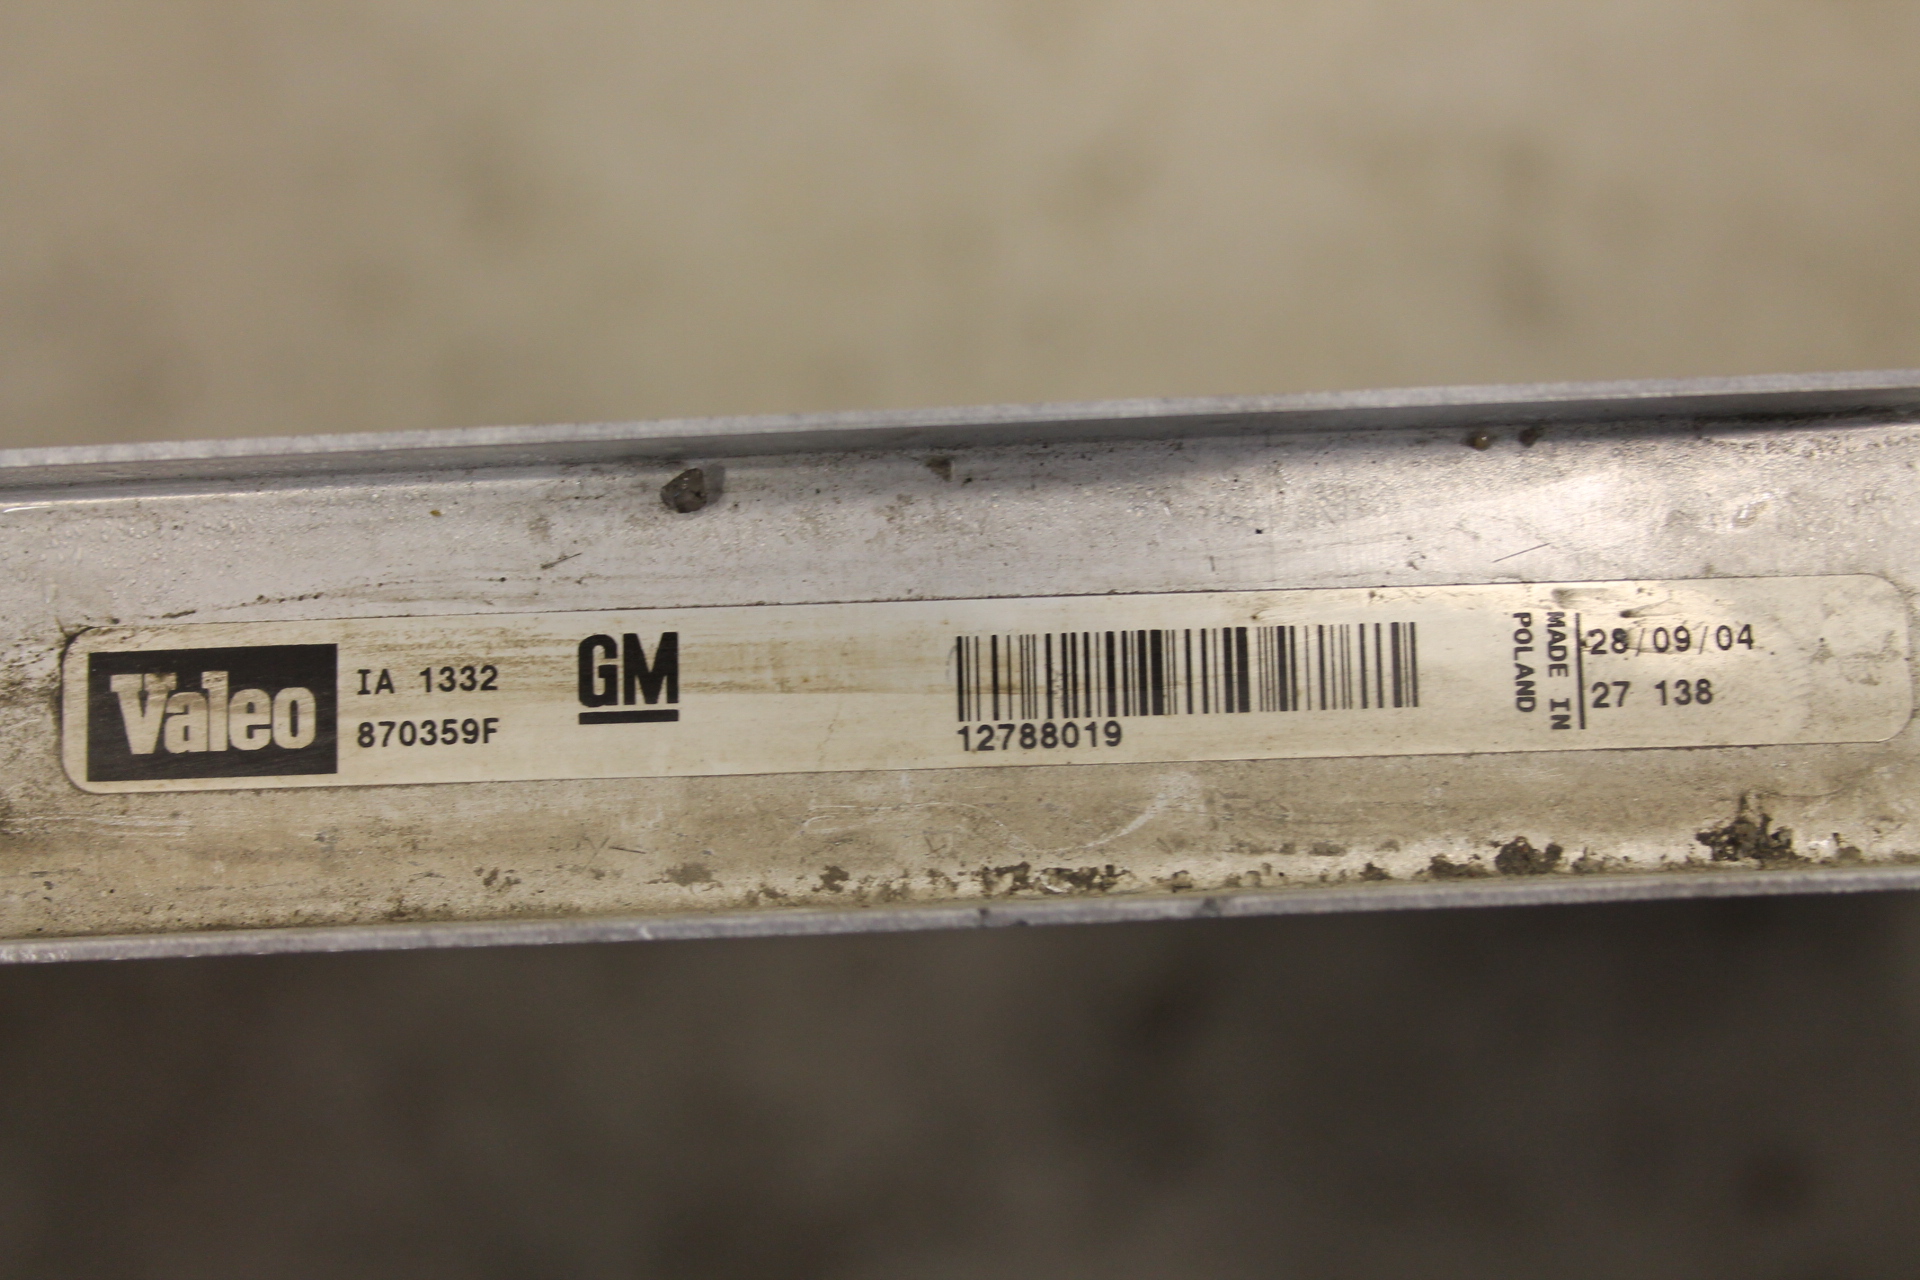 Valeo
IA 1332
870359F
GM
12788019
MADE IN
POLAND
28/09/04
27 138